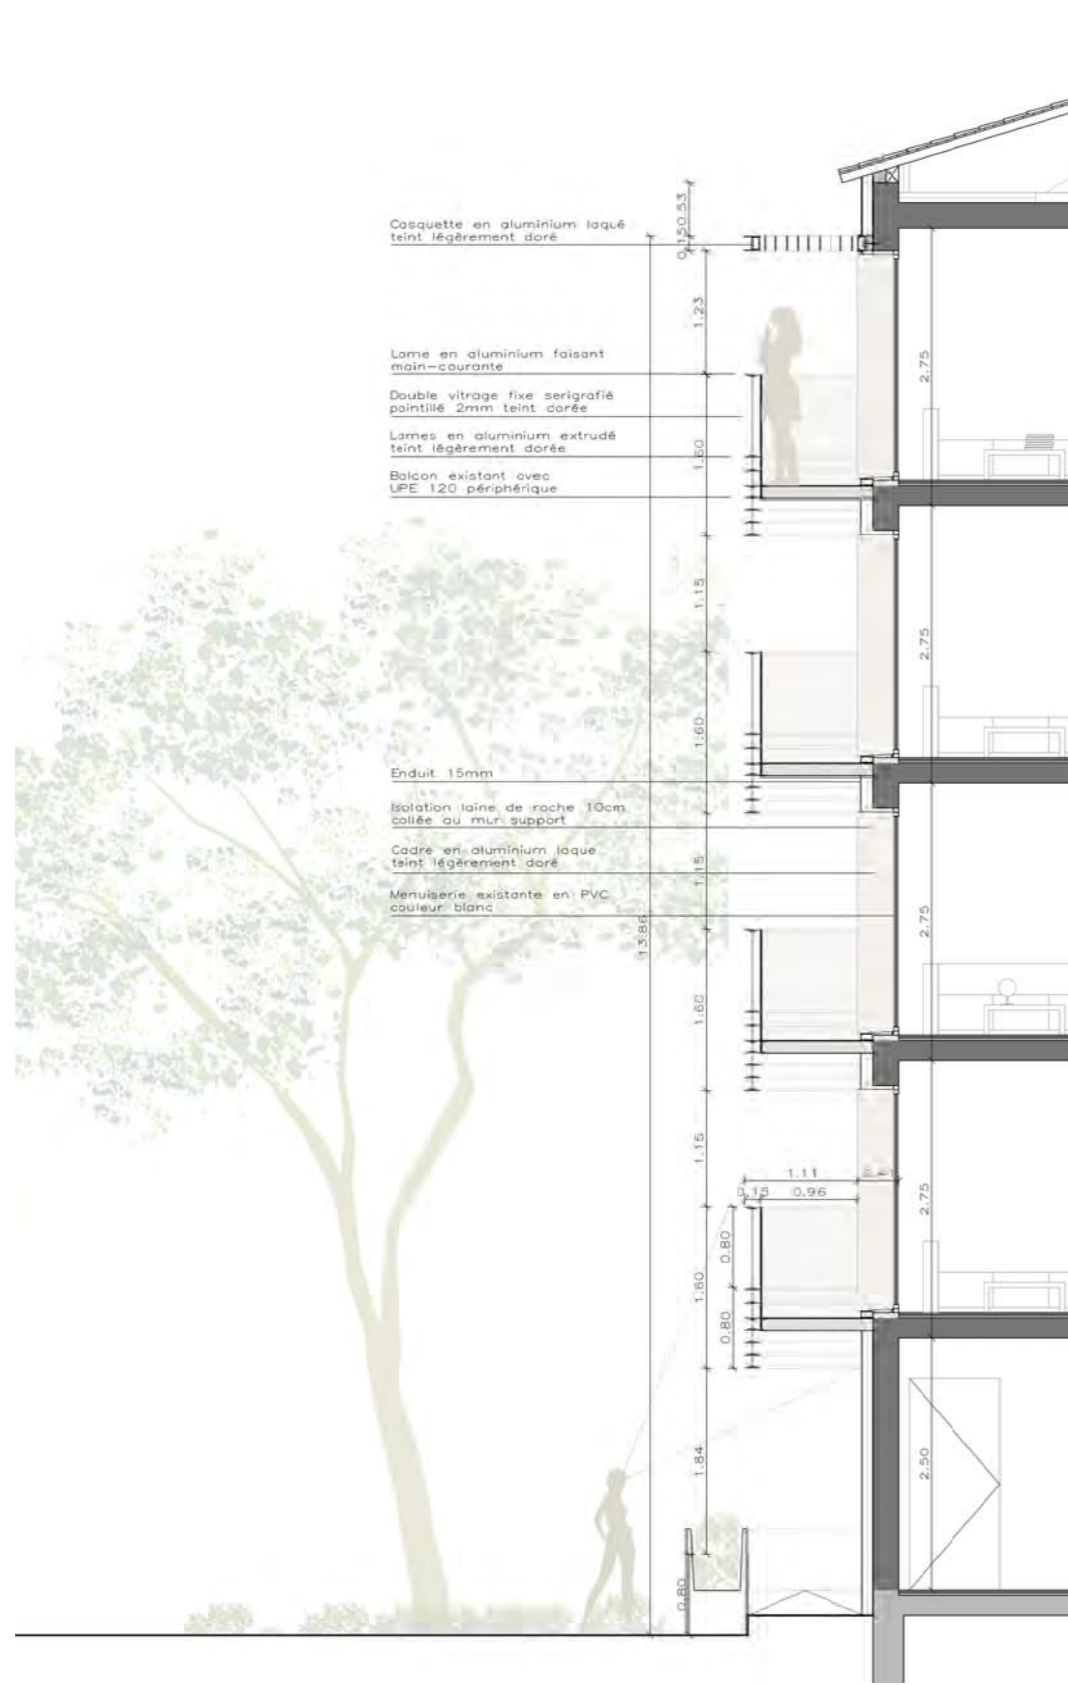 0.53
0.15
Casquette en aluminium laqué
teint légèrement doré
1.23
2.75
Lame en aluminium faisant
main-courante
Double vitrage fixe serigrafié
pointillé 2mm teint dorée
Lames en aluminium extrudé
teint légèrement dorée
1.60
Balcon existant avec
UPE 120 périphérique
1.15
2.75
1.60
Enduit 15mm
Isolation laine de roche 10cm
collée au mur support
Cadre en aluminium laque
teint légèrement doré
1.15
Menuiserie existante en PVC
couleur blanc
13.86
2.75
1.60
1.15
1.11
0.15 0.96
2.75
0.80
1.60
0.80
1.84
2.50
0.80